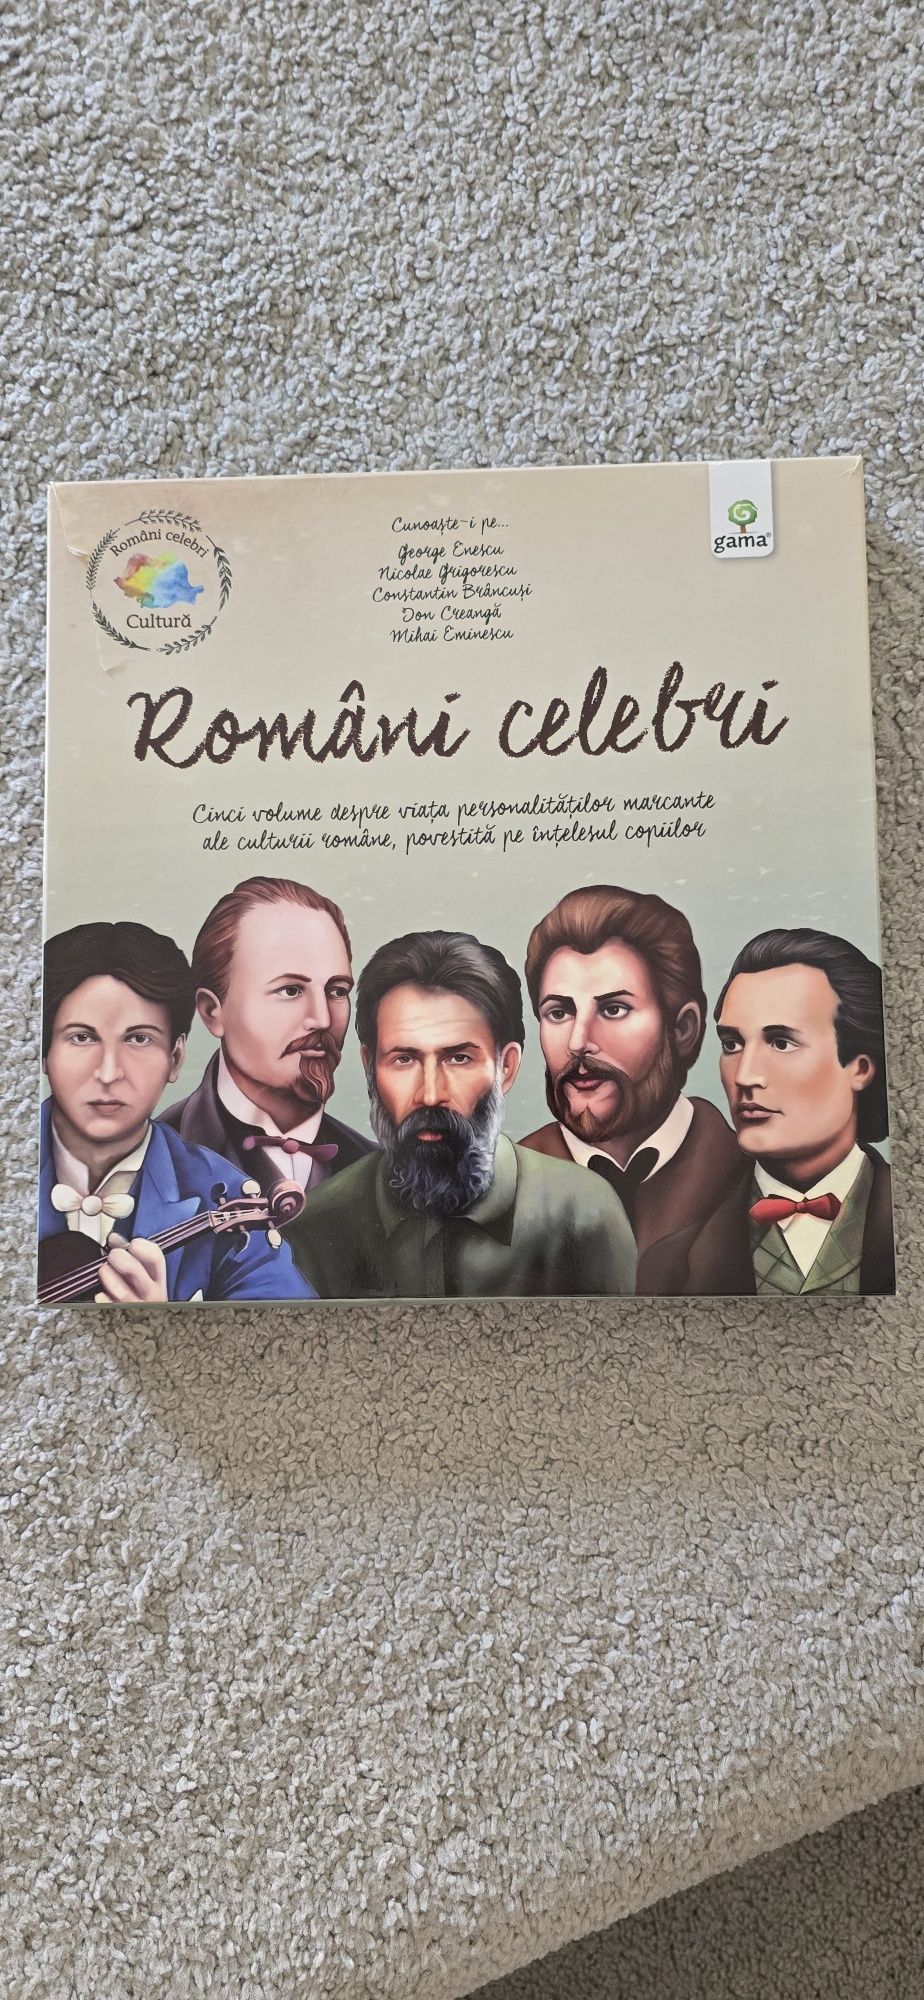 Români celebri
Cultură
Cunoaște-i pe...
George Enescu
Nicolae Grigorescu
Constantin Brâncuși
Ion Creangă
Mihai Eminescu
gama®
Români celebri
Cinci volume despre viața personalităților marcante
ale culturii române, povestită pe înțelesul copiilor